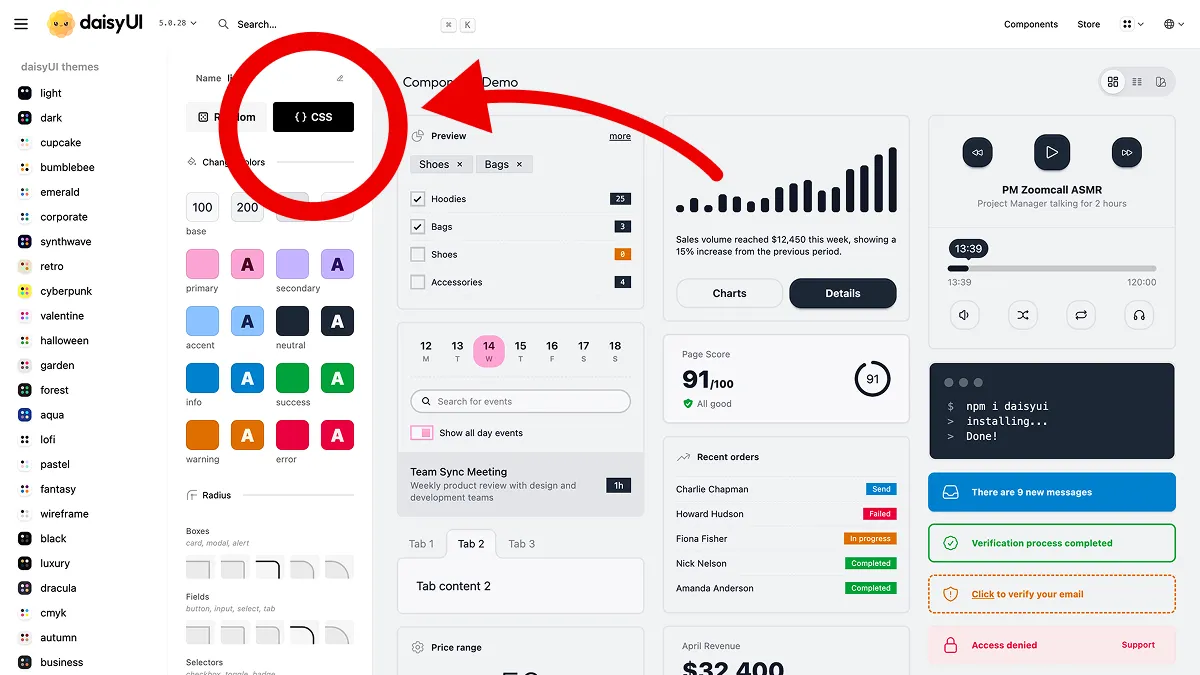 daisyUI
5.0.28
Search...
⌘ K
Components
Store
daisyUI themes
light
dark
cupcake
bumblebee
emerald
corporate
synthwave
retro
cyberpunk
valentine
halloween
garden
forest
aqua
lofi
pastel
fantasy
wireframe
black
luxury
dracula
cmyk
autumn
business
Name
{ } CSS
100
200
base
A
A
primary
secondary
A
A
accent
neutral
A
A
info
success
A
A
warning
error
Radius
Boxes
card, modal, alert
Fields
button, input, select, tab
Selectors
checkbox, toggle, badge
Demo
Preview
more
Shoes ×
Bags ×
Hoodies 25
Bags 3
Shoes 0
Accessories 4
12 13 14 15 16 17 18
M T W T F S S
Search for events
Show all day events
Team Sync Meeting
Weekly product review with design and
development teams
1h
Tab 1
Tab 2
Tab 3
Tab content 2
Price range
Sales volume reached $12,450 this week, showing a
15% increase from the previous period.
Charts
Details
Page Score
91/100
All good
91
Recent orders
Charlie Chapman Send
Howard Hudson Failed
Fiona Fisher In progress
Nick Nelson Completed
Amanda Anderson Completed
April Revenue
$32,400
PM Zoomcall ASMR
Project Manager talking for 2 hours
13:39
13:39 120:00
$ npm i daisyui
> installing...
> Done!
There are 9 new messages
Verification process completed
Click to verify your email
Access denied
Support